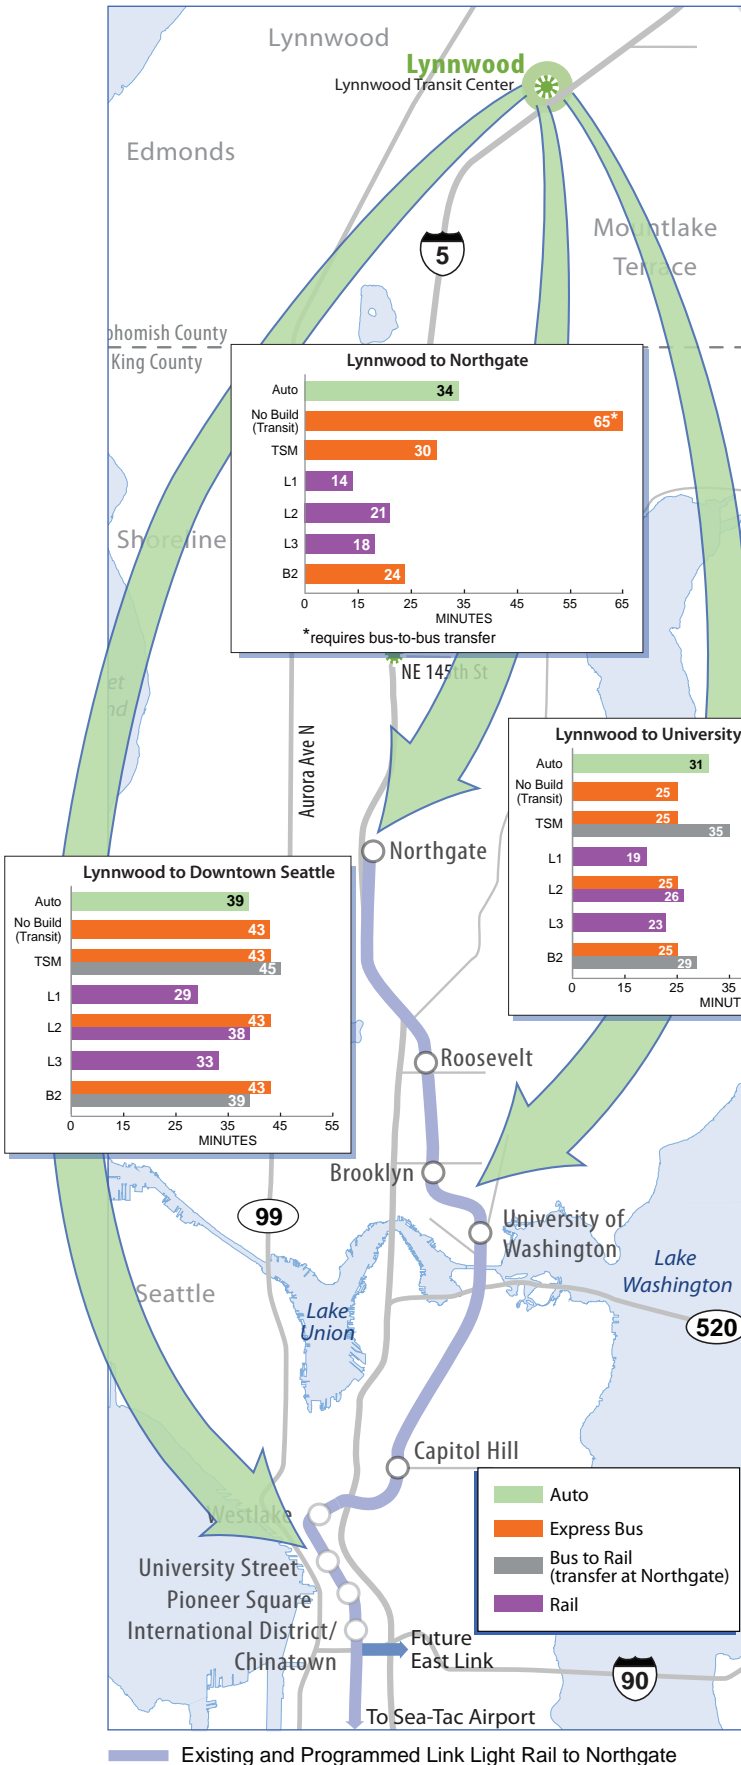 Lynnwood
Lynnwood
Lynnwood Transit Center
Edmonds
5
Mountlake
Terrace
ohomish County
King County
Lynnwood to Northgate
Auto
34
No Build
(Transit)
65*
TSM
30
L1
14
L2
21
L3
18
B2
24
0 15 35 45 55 65
MINUTES
*requires bus-to-bus transfer
Shoreline
et
nd
NE 145th St
Aurora Ave N
Northgate
Lynnwood to University
Auto
31
No Build
(Transit)
25
TSM
25
35
L1
19
L2
25
26
L3
23
B2
25
29
0 15 25 35
MINUT
Lynnwood to Downtown Seattle
Auto
39
No Build
(Transit)
43
TSM
43
45
L1
29
L2
43
38
L3
33
B2
43
39
0 15 25 35 45 55
MINUTES
Roosevelt
Brooklyn
99
University of
Washington
Lake
Washington
Seattle
Lake
Union
520
Capitol Hill
Westlake
University Street
Pioneer Square
International District/
Chinatown
Auto
Express Bus
Bus to Rail
(transfer at Northgate)
Rail
Future
East Link
90
To Sea-Tac Airport
Existing and Programmed Link Light Rail to Northgate